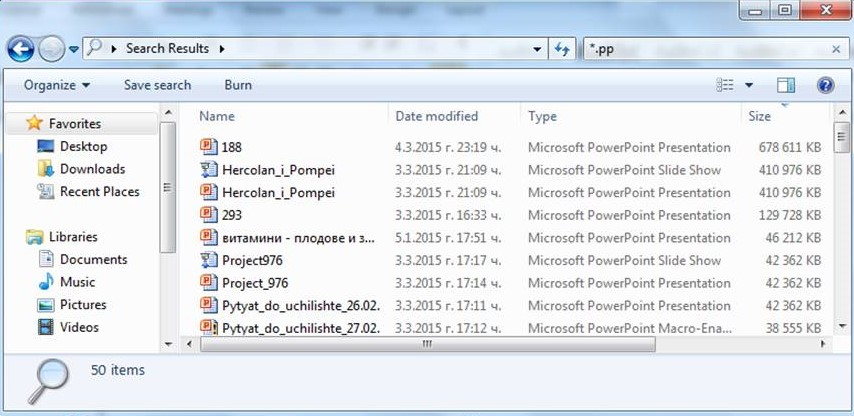 Search Results
*.pp
Organize Save search Burn
Name Date modified Type Size
Favorites
Desktop
Downloads
Recent Places
Libraries
Documents
Music
Pictures
Videos
188 4.3.2015 г. 23:19 ч. Microsoft PowerPoint Presentation 678 611 KB
Hercolan_i_Pompei 3.3.2015 г. 21:09 ч. Microsoft PowerPoint Slide Show 410 976 KB
Hercolan_i_Pompei 3.3.2015 г. 21:09 ч. Microsoft PowerPoint Presentation 410 976 KB
293 3.3.2015 г. 16:33 ч. Microsoft PowerPoint Presentation 129 728 KB
витамини - плодове и з... 5.1.2015 г. 17:51 ч. Microsoft PowerPoint Presentation 46 212 KB
Project976 3.3.2015 г. 17:17 ч. Microsoft PowerPoint Slide Show 42 362 KB
Project_976 3.3.2015 г. 17:14 ч. Microsoft PowerPoint Presentation 42 362 KB
Pytyat_do_uchilishte_26.02. 3.3.2015 г. 17:11 ч. Microsoft PowerPoint Presentation 42 362 KB
Pytyat_do_uchilishte_27.02. 3.3.2015 г. 17:12 ч. Microsoft PowerPoint Macro-Ena... 38 555 KB
50 items